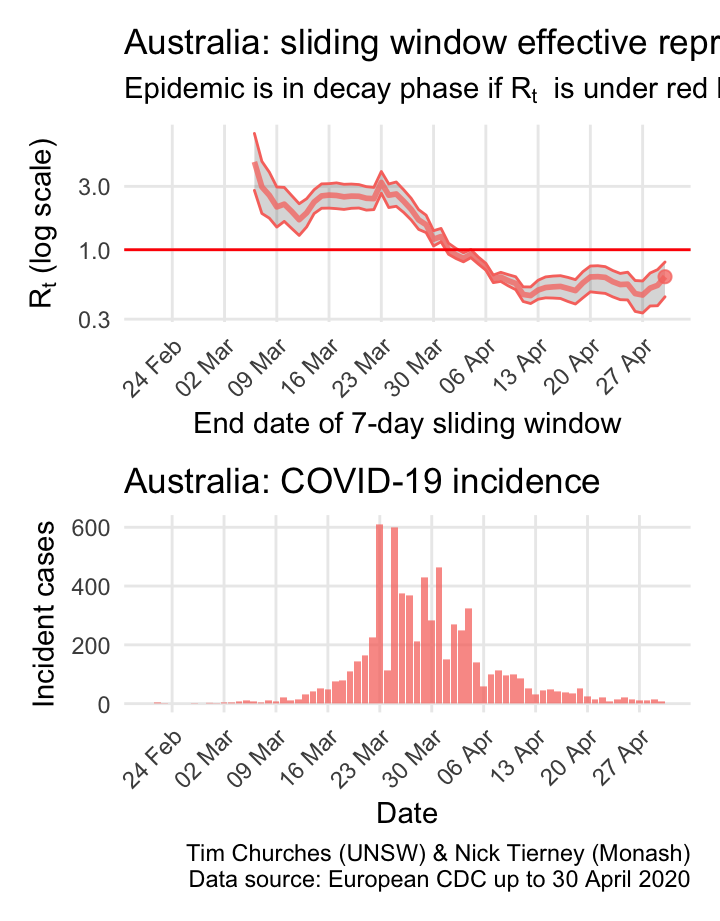 Australia: sliding window effective repr
Epidemic is in decay phase if Rt is under red l
Rt (log scale)
3.0
1.0
0.3
24 Feb
02 Mar
09 Mar
16 Mar
23 Mar
30 Mar
06 Apr
13 Apr
20 Apr
27 Apr
End date of 7-day sliding window
Australia: COVID-19 incidence
Incident cases
600
400
200
0
24 Feb
02 Mar
09 Mar
16 Mar
23 Mar
30 Mar
06 Apr
13 Apr
20 Apr
27 Apr
Date
Tim Churches (UNSW) & Nick Tierney (Monash)
Data source: European CDC up to 30 April 2020